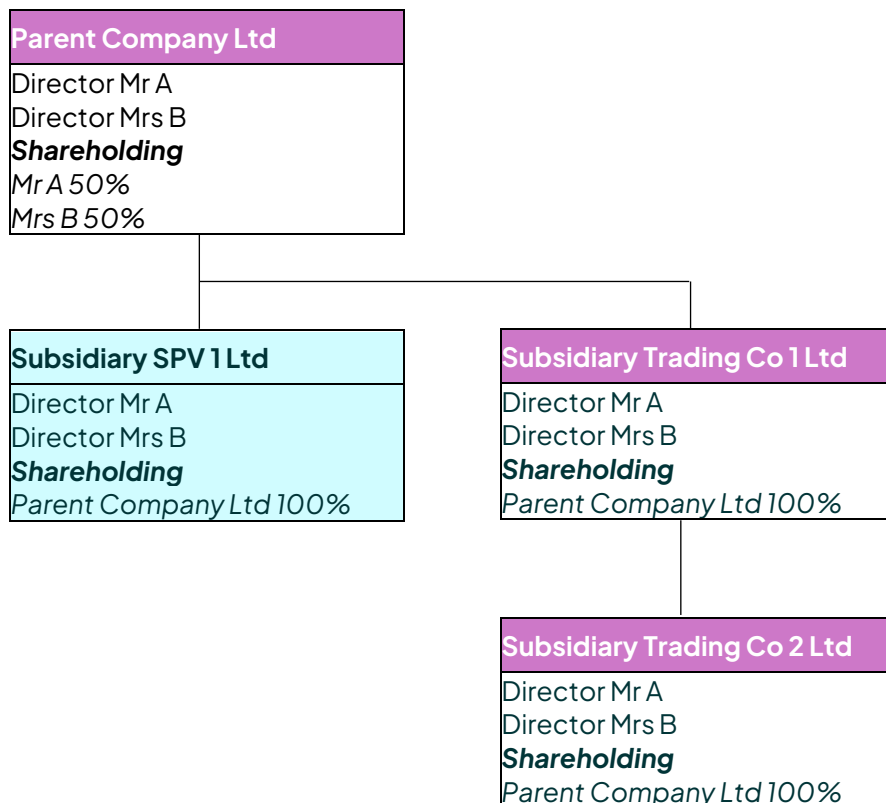 Parent Company Ltd
Director Mr A
Director Mrs B
Shareholding
Mr A 50%
Mrs B 50%
Subsidiary SPV 1 Ltd
Director Mr A
Director Mrs B
Shareholding
Parent Company Ltd 100%
Subsidiary Trading Co 1 Ltd
Director Mr A
Director Mrs B
Shareholding
Parent Company Ltd 100%
Subsidiary Trading Co 2 Ltd
Director Mr A
Director Mrs B
Shareholding
Parent Company Ltd 100%